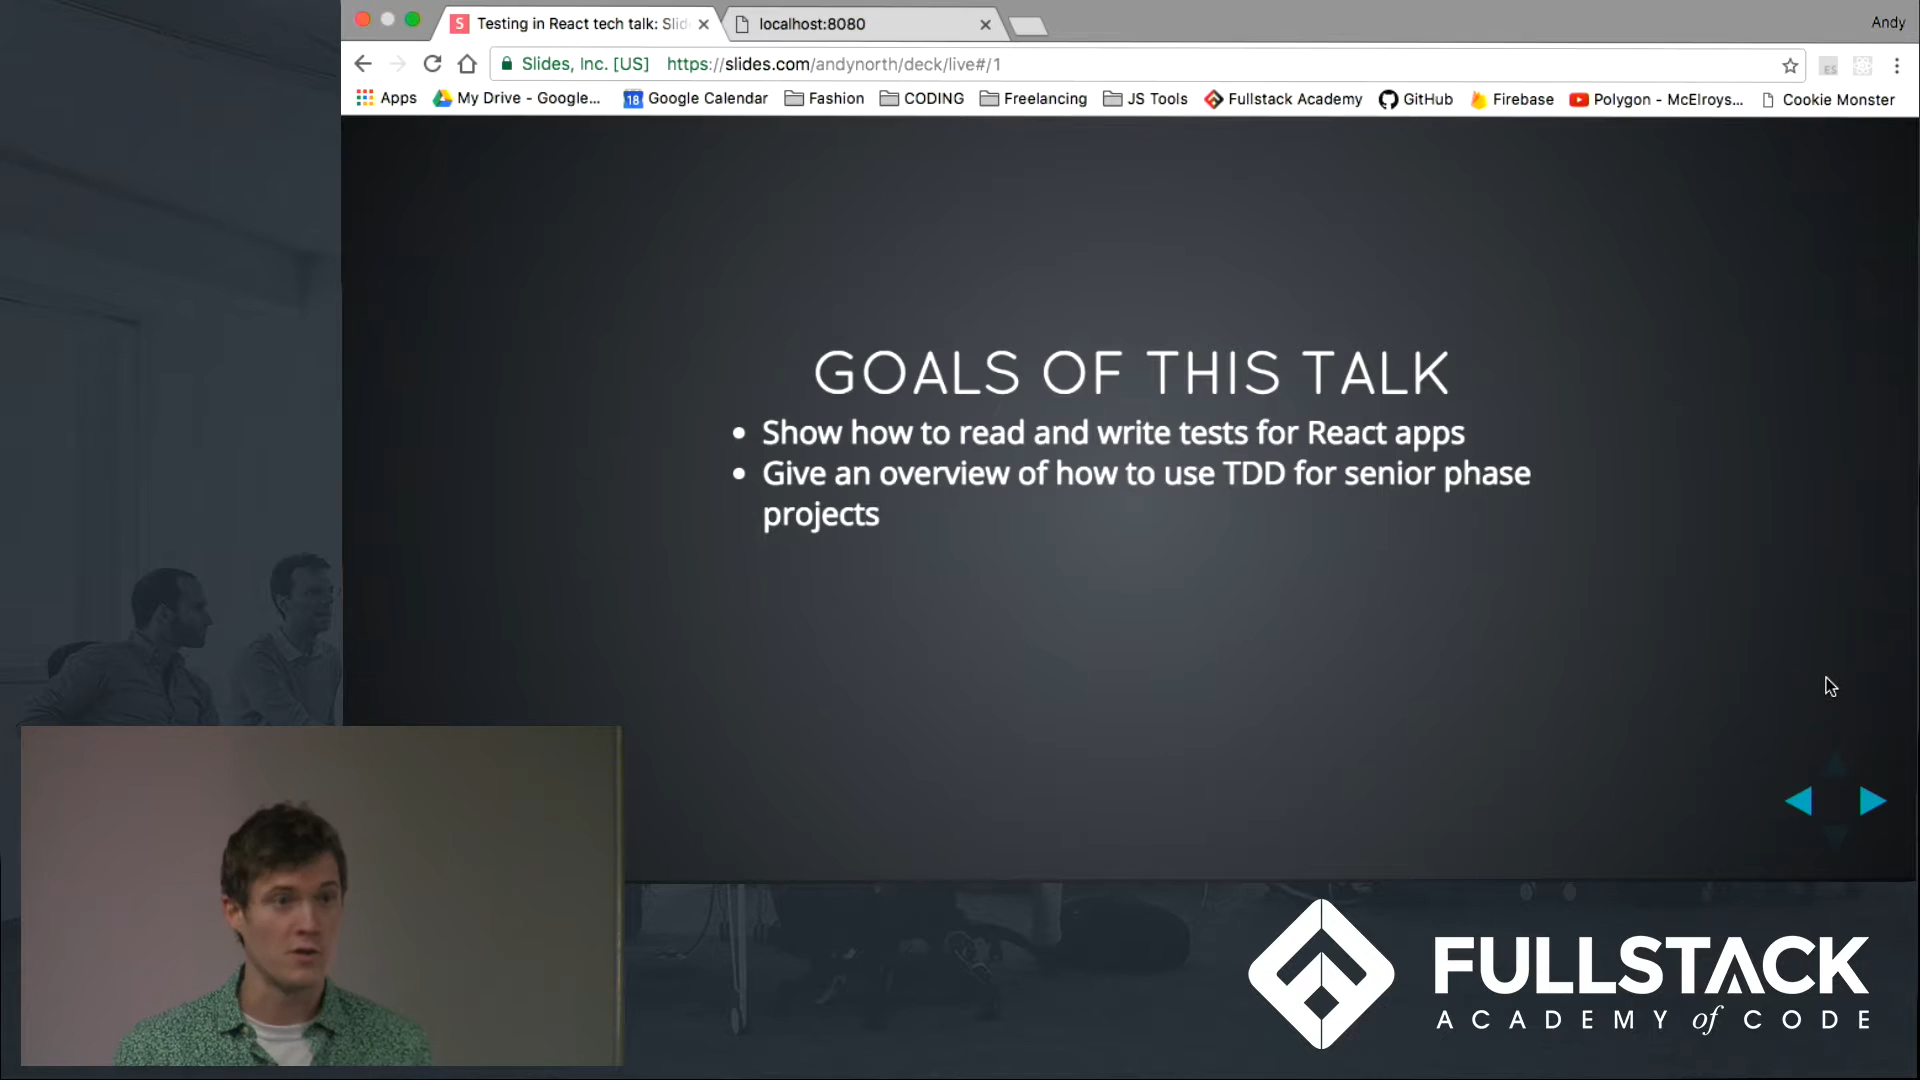 S Testing in React tech talk: Slid
localhost:8080
Andy
Slides, Inc. [US] https://slides.com/andynorth/deck/live#/1
ES
Apps My Drive - Google... 18 Google Calendar Fashion CODING Freelancing JS Tools Fullstack Academy GitHub Firebase Polygon - McElroys... Cookie Monster
GOALS OF THIS TALK
• Show how to read and write tests for React apps
• Give an overview of how to use TDD for senior phase
projects
FULLSTACK
ACADEMY of CODE